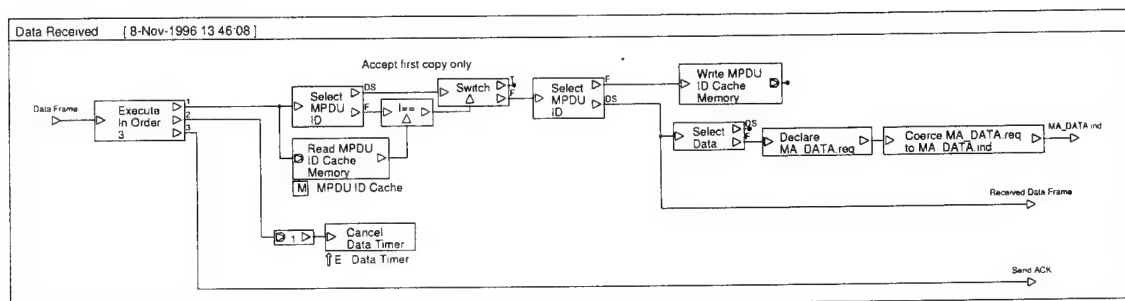 Data Received [ 8-Nov-1996 13 46:08 ]
Accept first copy only
Data Frame
Execute
In Order
3
1
2
3
Select
MPDU
ID
DS
F
Read MPDU
ID Cache
Memory
M MPDU ID Cache
I==
Switch
T
F
Select
MPDU
ID
F
DS
Write MPDU
ID Cache
Memory
Select
Data
DS
F
Declare
MA_DATA.req
Coerce MA_DATA.req
to MA_DATA.ind
MA_DATA.ind
Received Data Frame
1
Cancel
Data Timer
E Data Timer
Send ACK